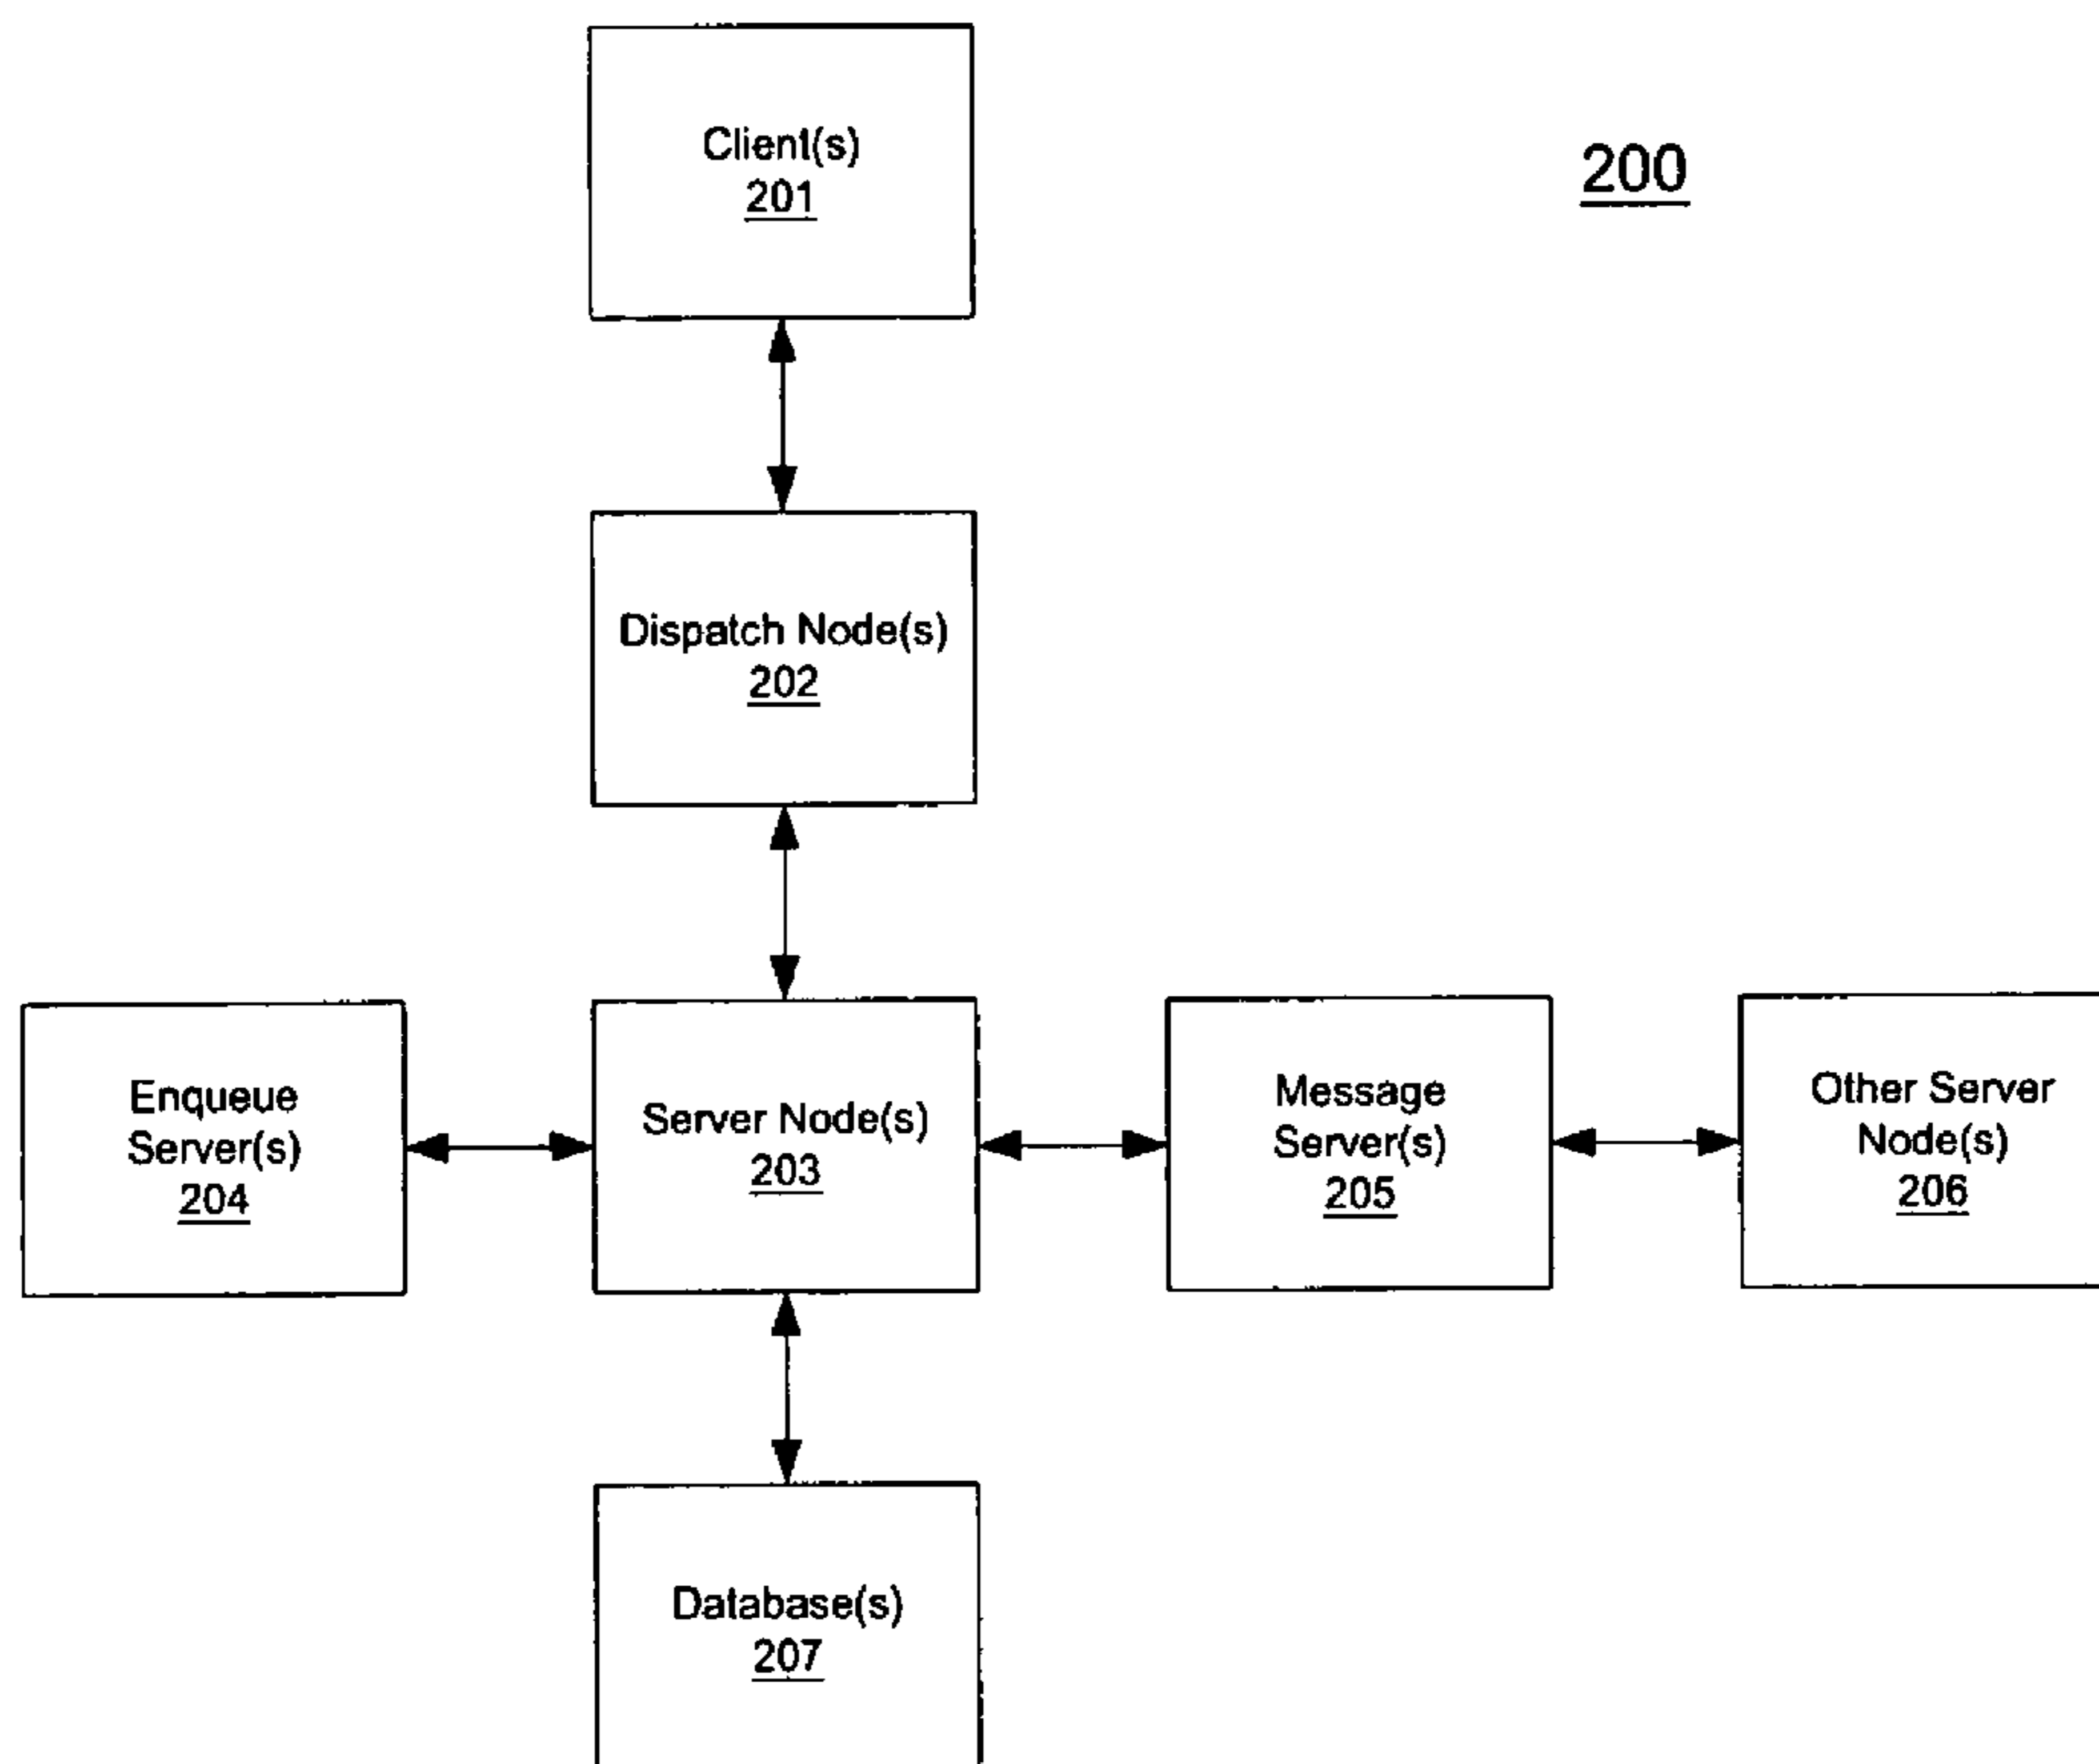 Client(s)
201
200
Dispatch Node(s)
202
Enqueue
Server(s)
204
Server Node(s)
203
Message
Server(s)
205
Other Server
Node(s)
206
Database(s)
207